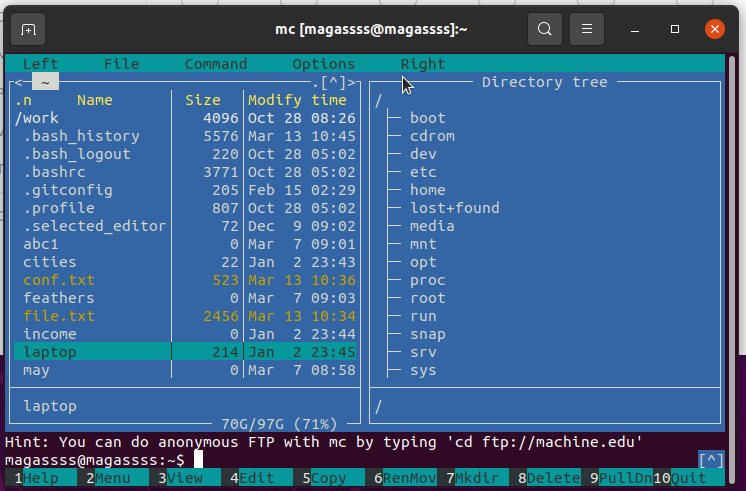 mc [magassss@magassss]:~
Left File Command Options Right
<- ~ .[^]>
Directory tree
.n Name Size Modify time
/
/work 4096 Oct 28 08:26
boot
.bash_history 5576 Mar 13 10:45
cdrom
.bash_logout 220 Oct 28 05:02
dev
.bashrc 3771 Oct 28 05:02
etc
.gitconfig 205 Feb 15 02:29
home
.profile 807 Oct 28 05:02
lost+found
.selected_editor 72 Dec 9 09:02
media
abc1 0 Mar 7 09:01
mnt
cities 22 Jan 2 23:43
opt
conf.txt 523 Mar 13 10:36
proc
feathers 0 Mar 7 09:03
root
file.txt 2456 Mar 13 10:34
run
income 0 Jan 2 23:44
snap
laptop 214 Jan 2 23:45
srv
may 0 Mar 7 08:58
sys
laptop
/
70G/97G (71%)
Hint: You can do anonymous FTP with mc by typing 'cd ftp://machine.edu'
magassss@magassss:~$ [^]
1Help 2Menu 3View 4Edit 5Copy 6RenMov 7Mkdir 8Delete 9PullDn 10Quit